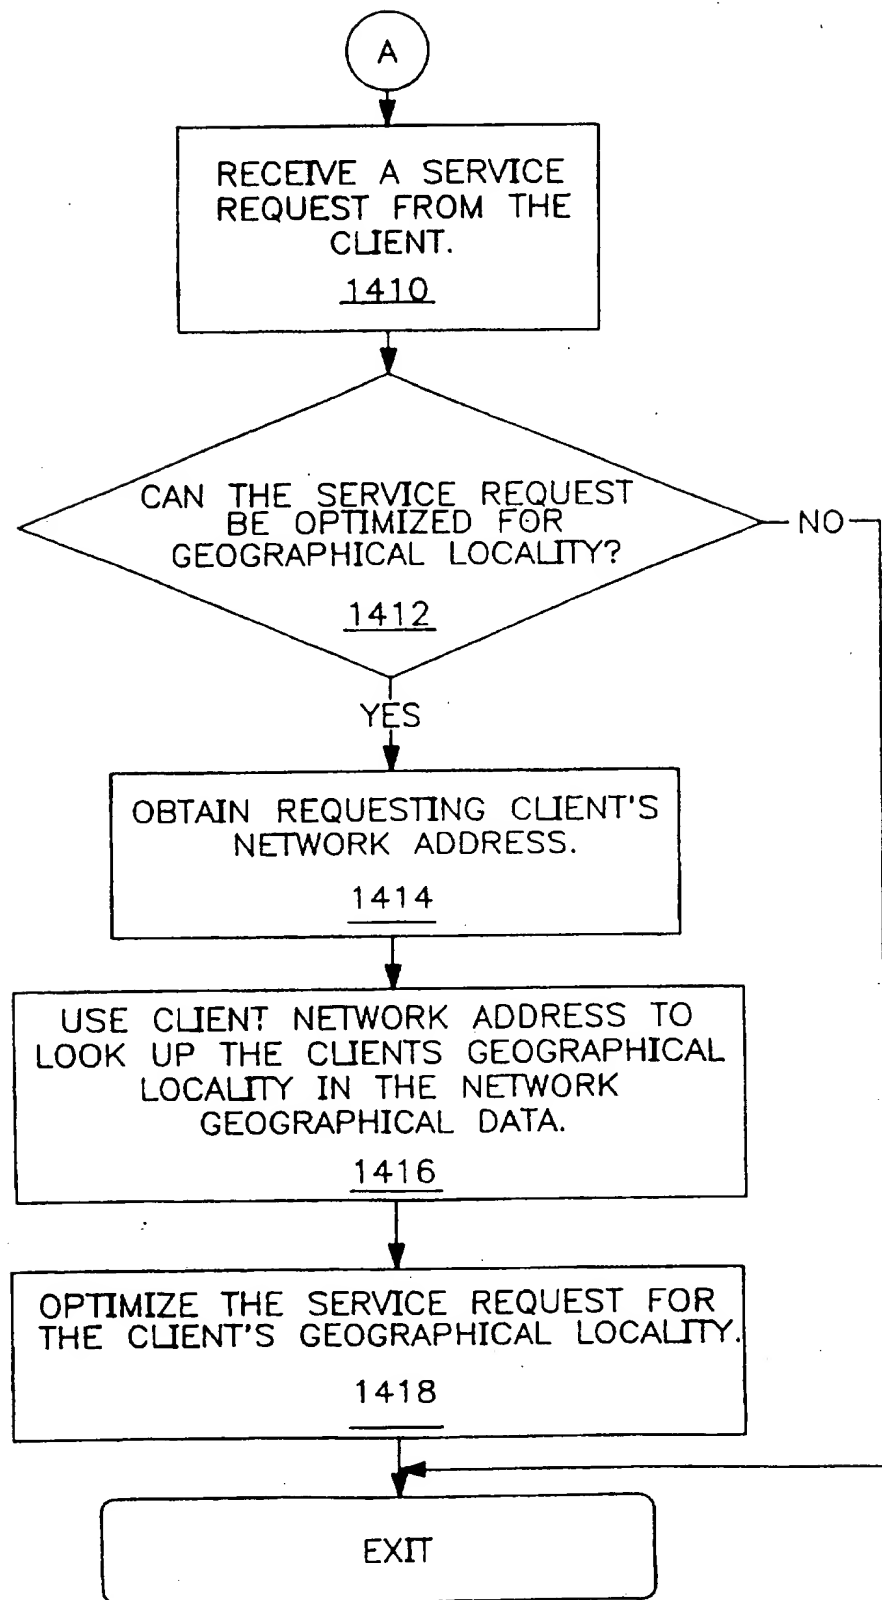 A
RECEIVE A SERVICE
REQUEST FROM THE
CLIENT.
1410
CAN THE SERVICE REQUEST
BE OPTIMIZED FOR
GEOGRAPHICAL LOCALITY?
1412
NO
YES
OBTAIN REQUESTING CLIENT'S
NETWORK ADDRESS.
1414
USE CLIENT NETWORK ADDRESS TO
LOOK UP THE CLIENTS GEOGRAPHICAL
LOCALITY IN THE NETWORK
GEOGRAPHICAL DATA.
1416
OPTIMIZE THE SERVICE REQUEST FOR
THE CLIENT'S GEOGRAPHICAL LOCALITY.
1418
EXIT